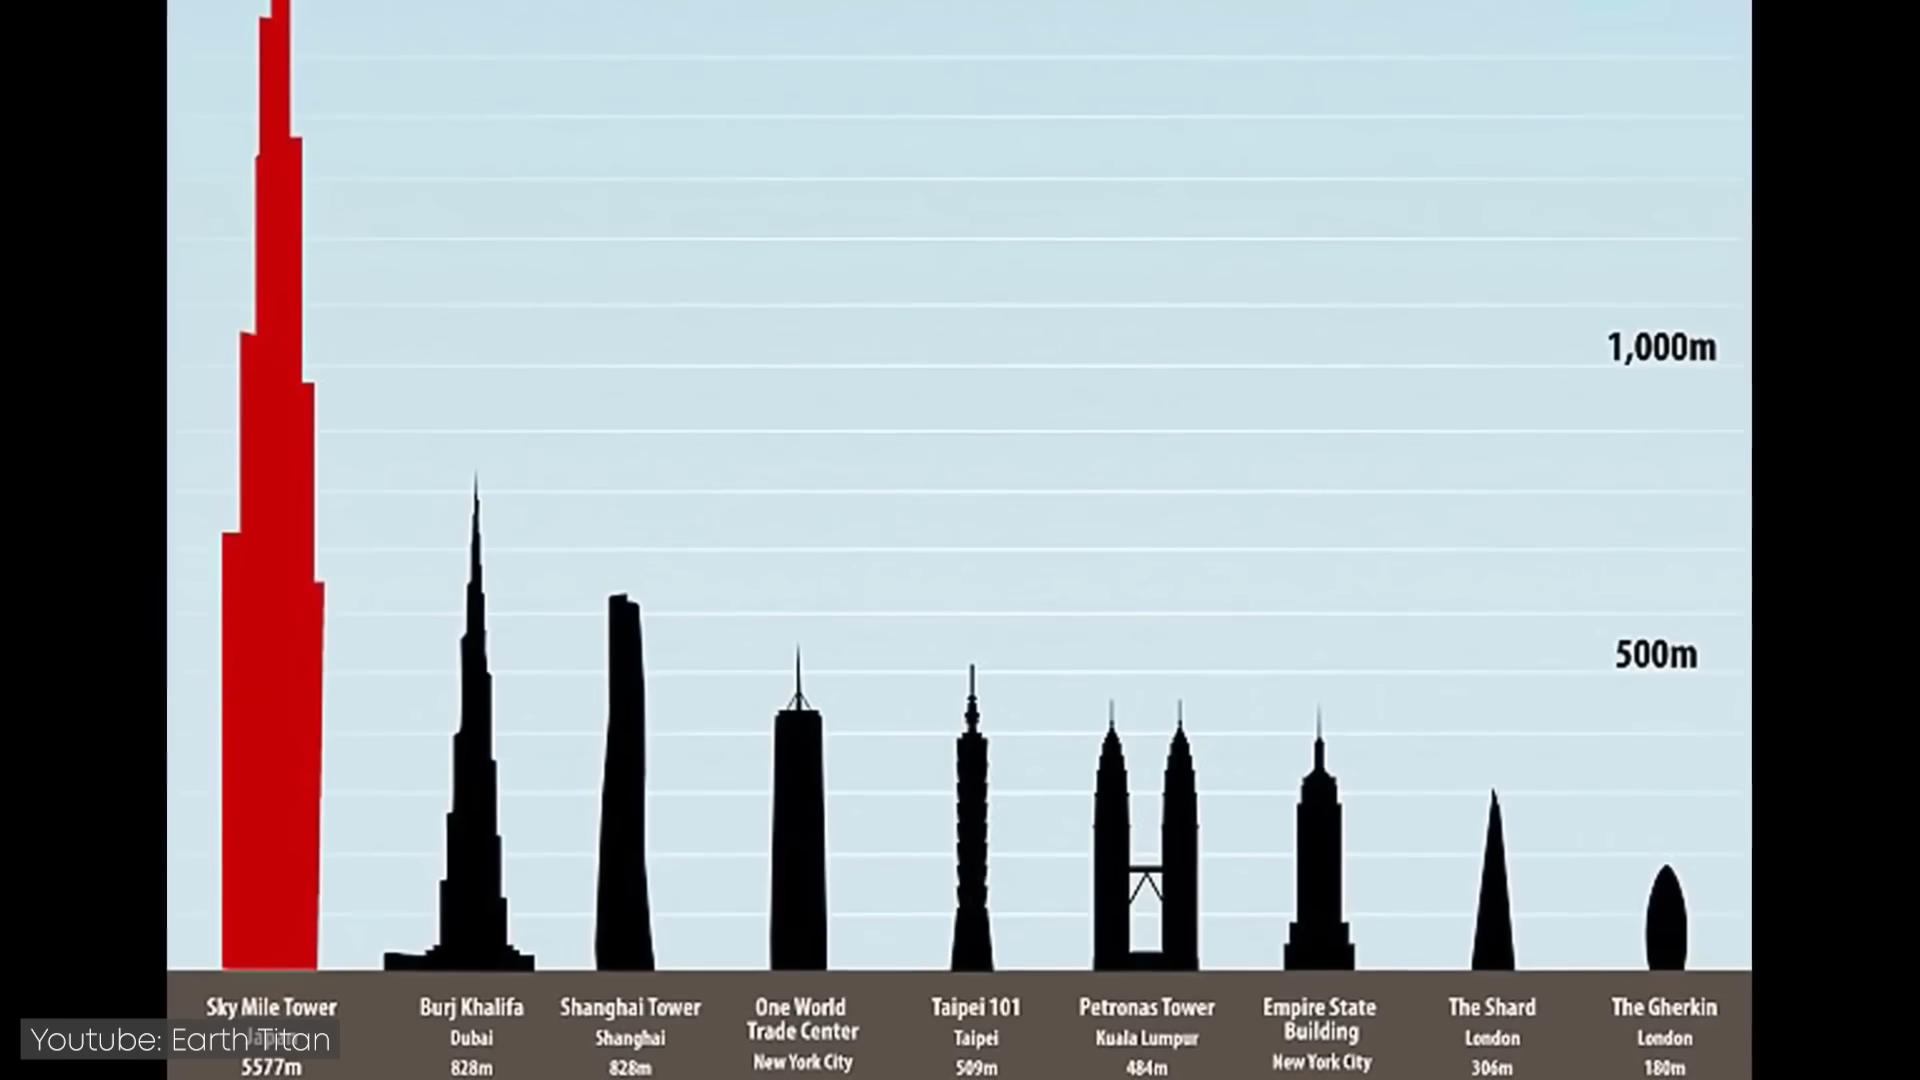 1,000m
500m
Sky Mile Tower
Japan
5577m
Burj Khalifa
Dubai
828m
Shanghai Tower
Shanghai
828m
One World
Trade Center
New York City
Taipei 101
Taipei
509m
Petronas Tower
Kuala Lumpur
484m
Empire State
Building
New York City
The Shard
London
306m
The Gherkin
London
180m
Youtube: Earth Titan